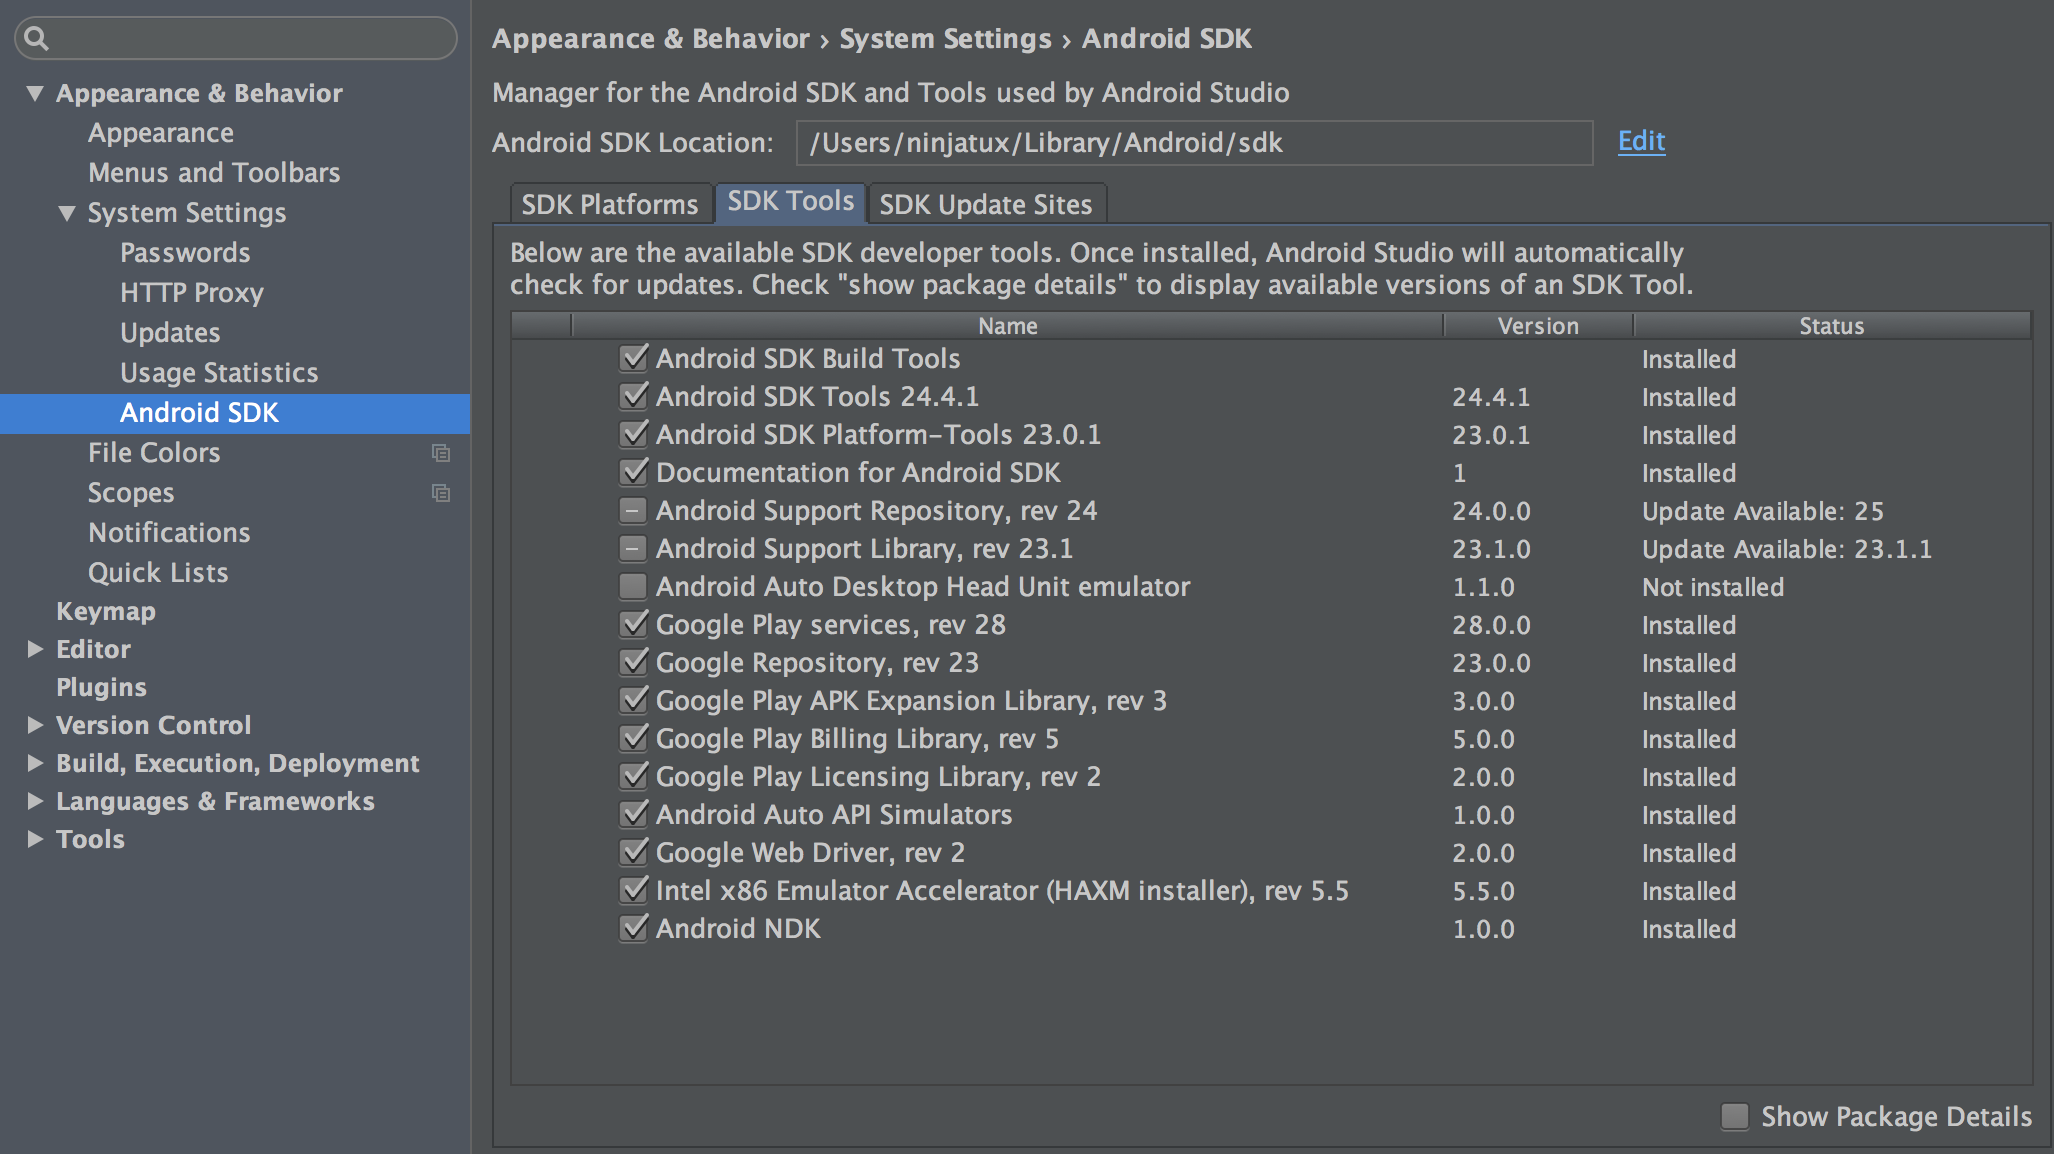 Appearance & Behavior
Appearance
Menus and Toolbars
System Settings
Passwords
HTTP Proxy
Updates
Usage Statistics
Android SDK
File Colors
Scopes
Notifications
Quick Lists
Keymap
Editor
Plugins
Version Control
Build, Execution, Deployment
Languages & Frameworks
Tools
Appearance & Behavior › System Settings › Android SDK
Manager for the Android SDK and Tools used by Android Studio
Android SDK Location: /Users/ninjatux/Library/Android/sdk Edit
SDK Platforms SDK Tools SDK Update Sites
Below are the available SDK developer tools. Once installed, Android Studio will automatically
check for updates. Check "show package details" to display available versions of an SDK Tool.
Name Version Status
Android SDK Build Tools Installed
Android SDK Tools 24.4.1 24.4.1 Installed
Android SDK Platform-Tools 23.0.1 23.0.1 Installed
Documentation for Android SDK 1 Installed
Android Support Repository, rev 24 24.0.0 Update Available: 25
Android Support Library, rev 23.1 23.1.0 Update Available: 23.1.1
Android Auto Desktop Head Unit emulator 1.1.0 Not installed
Google Play services, rev 28 28.0.0 Installed
Google Repository, rev 23 23.0.0 Installed
Google Play APK Expansion Library, rev 3 3.0.0 Installed
Google Play Billing Library, rev 5 5.0.0 Installed
Google Play Licensing Library, rev 2 2.0.0 Installed
Android Auto API Simulators 1.0.0 Installed
Google Web Driver, rev 2 2.0.0 Installed
Intel x86 Emulator Accelerator (HAXM installer), rev 5.5 5.5.0 Installed
Android NDK 1.0.0 Installed
Show Package Details